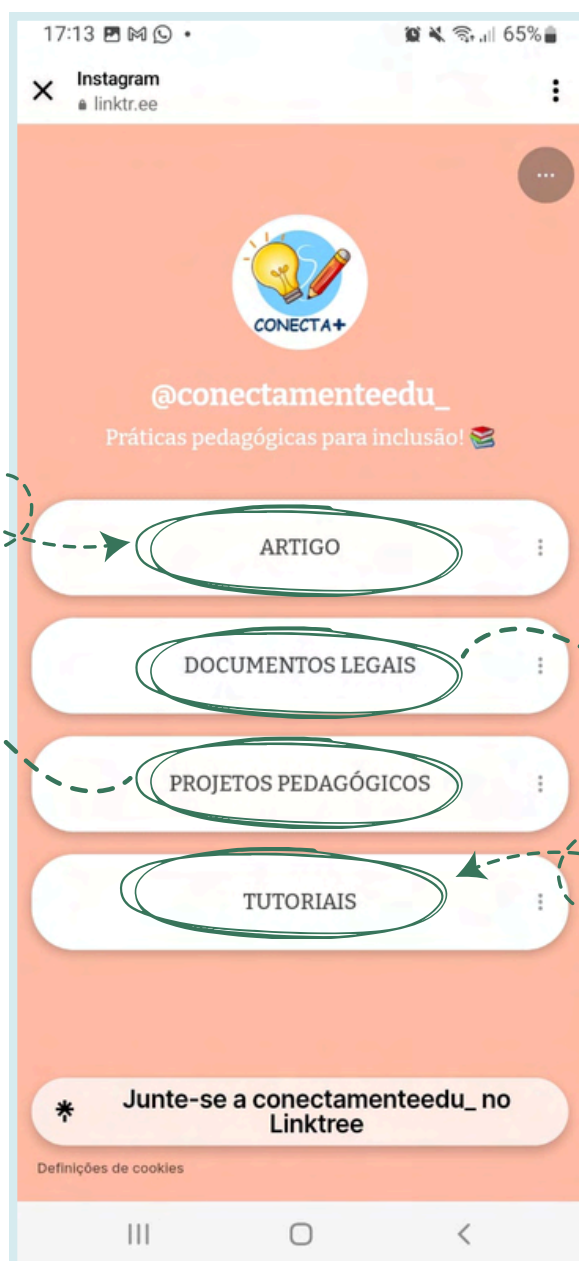 17:13
65%
Instagram
linktr.ee
CONECTA+
@conectamenteedu_
Práticas pedagógicas para inclusão!
ARTIGO
DOCUMENTOS LEGAIS
PROJETOS PEDAGÓGICOS
TUTORIAIS
Junte-se a conectamenteedu_ no
Linktree
Definições de cookies